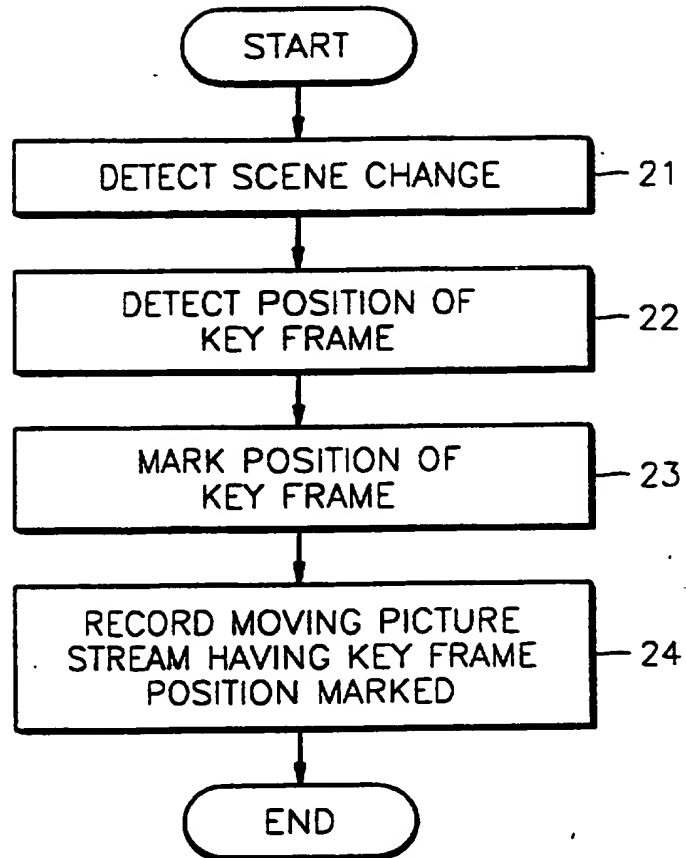 START
DETECT SCENE CHANGE
21
DETECT POSITION OF
KEY FRAME
22
MARK POSITION OF
KEY FRAME
23
RECORD MOVING PICTURE
STREAM HAVING KEY FRAME
POSITION MARKED
24
END